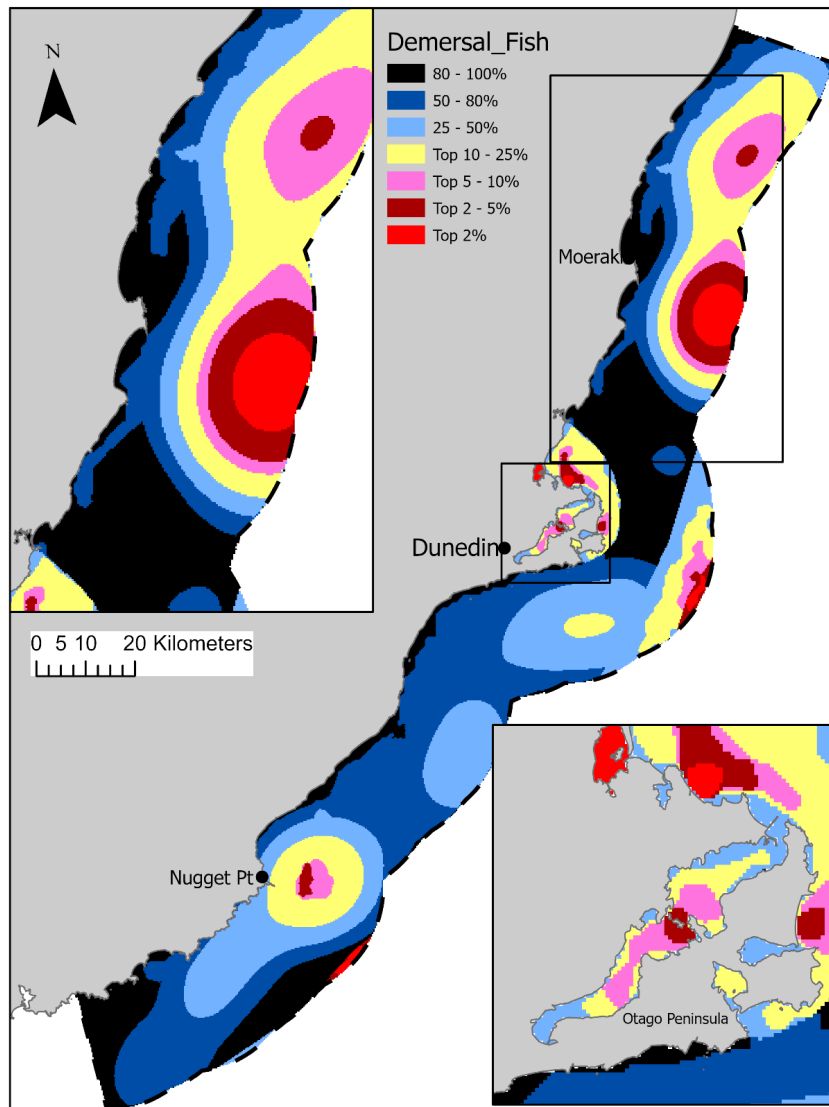 N
Demersal_Fish
80 - 100%
50 - 80%
25 - 50%
Top 10 - 25%
Top 5 - 10%
Top 2 - 5%
Top 2%
Moeraki
Dunedin
0 5 10 20 Kilometers
Nugget Pt
Otago Peninsula